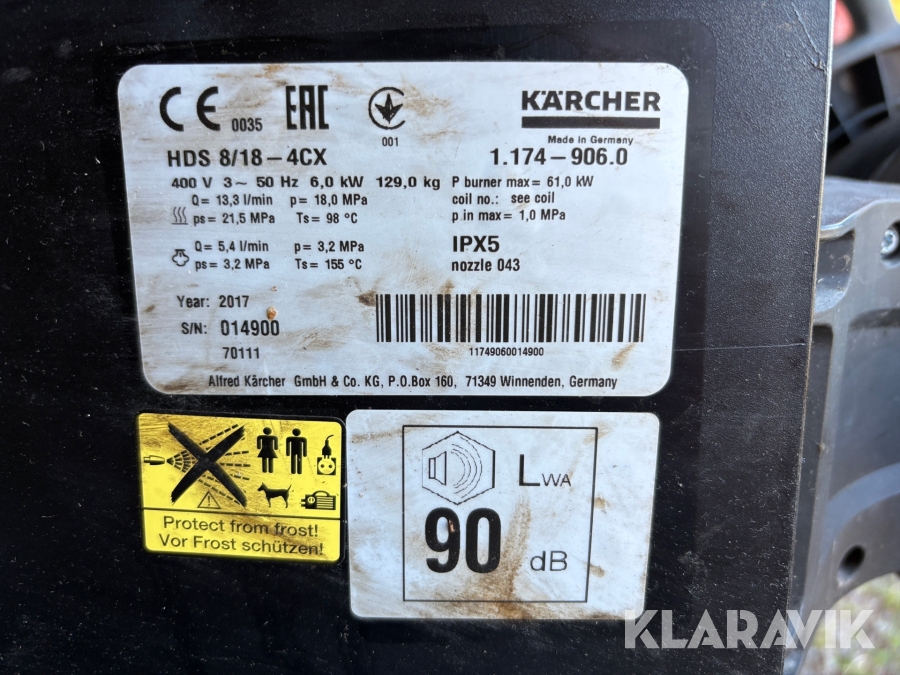 CE 0035 EAC 001 KÄRCHER
Made in Germany
HDS 8/18-4CX 1.174-906.0
400 V 3~ 50 Hz 6,0 kW 129,0 kg P burner max= 61,0 kW
Q= 13,3 l/min p= 18,0 MPa coil no.: see coil
ps= 21,5 MPa Ts= 98 °C p in max= 1,0 MPa
Q= 5,4 l/min p= 3,2 MPa IPX5
ps= 3,2 MPa Ts= 155 °C nozzle 043
Year: 2017
S/N: 014900
70111 11749060014900
Alfred Kärcher GmbH & Co. KG, P.O.Box 160, 71349 Winnenden, Germany
Protect from frost!
Vor Frost schützen!
LWA
90 dB
KLARAVIK